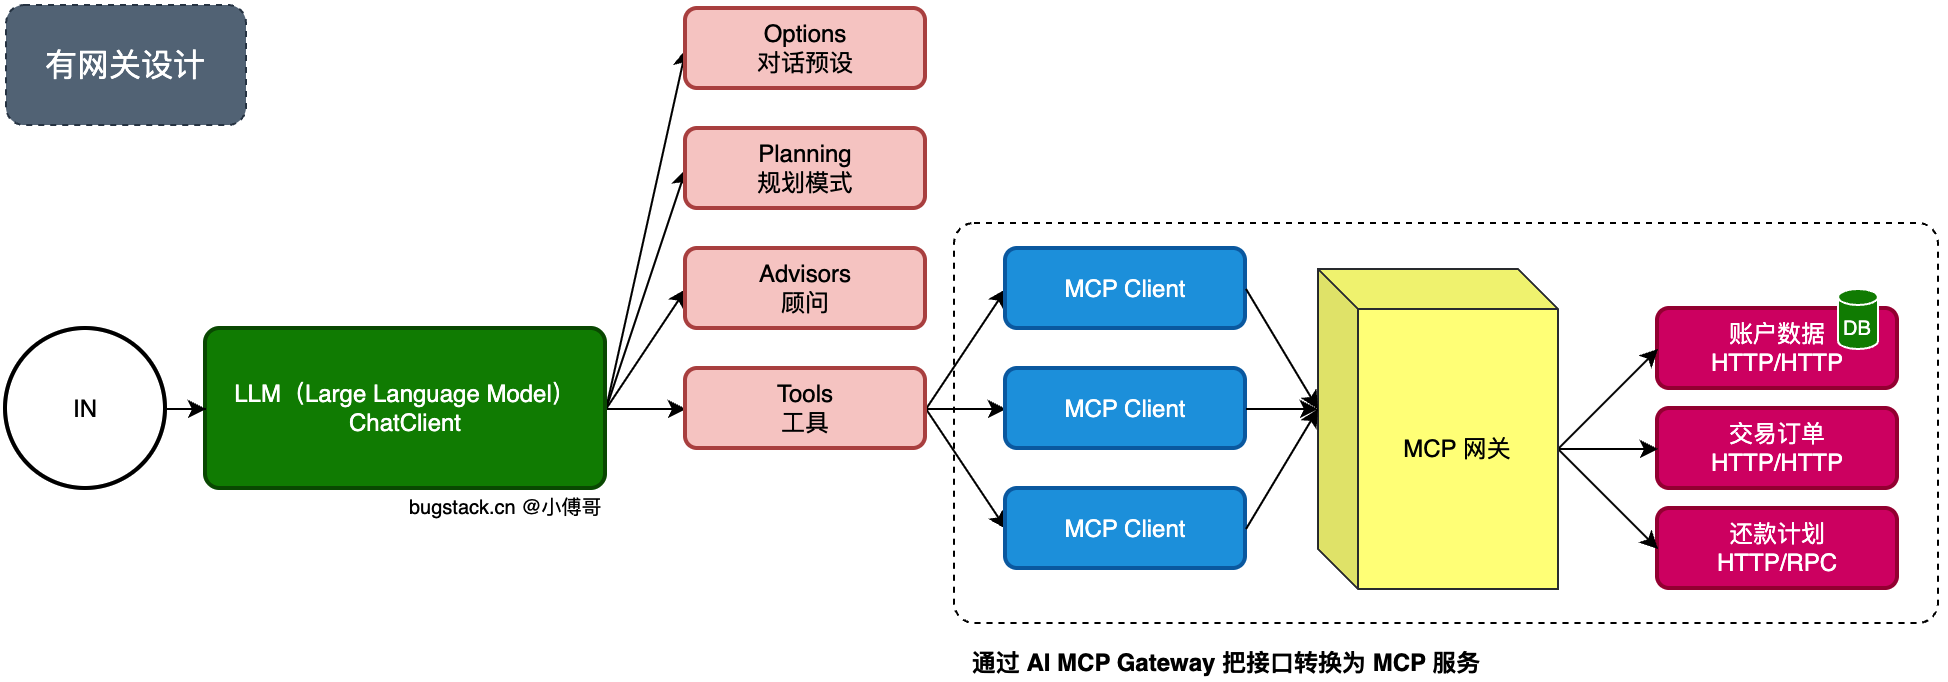 有网关设计
Options
对话预设
Planning
规划模式
Advisors
顾问
IN
LLM（Large Language Model）
ChatClient
bugstack.cn @小傅哥
Tools
工具
MCP Client
MCP Client
MCP Client
MCP 网关
DB
账户数据
HTTP/HTTP
交易订单
HTTP/HTTP
还款计划
HTTP/RPC
通过 AI MCP Gateway 把接口转换为 MCP 服务